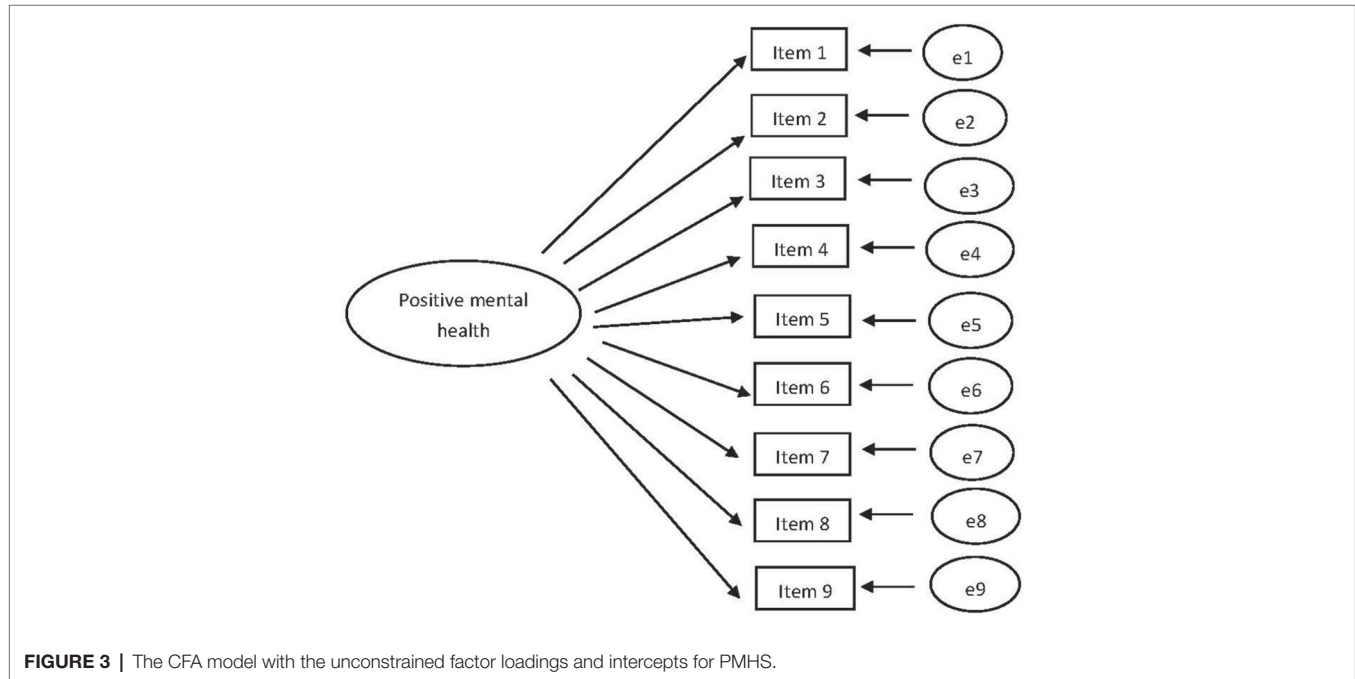 Item 1
e1
Item 2
e2
Item 3
e3
Item 4
e4
Positive mental
health
Item 5
e5
Item 6
e6
Item 7
e7
Item 8
e8
Item 9
e9
FIGURE 3 | The CFA model with the unconstrained factor loadings and intercepts for PMHS.